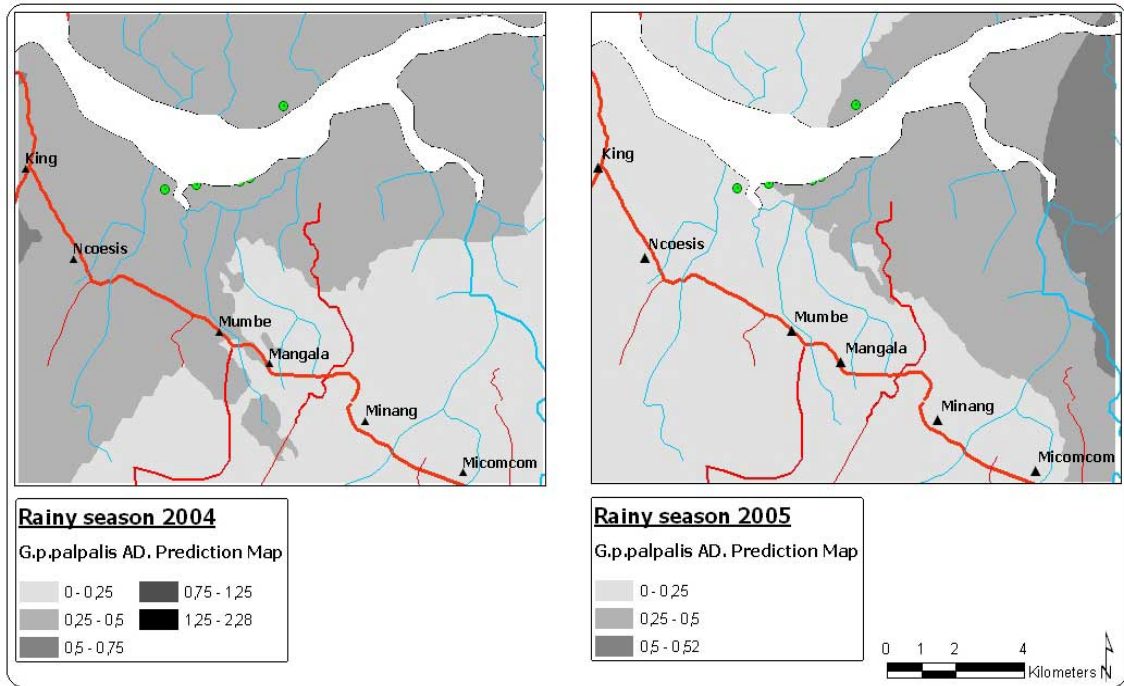 King
Ncoesis
Mumbe
Mangala
Minang
Micomcom
King
Ncoesis
Mumbe
Mangala
Minang
Micomcom
Rainy season 2004
G.p.palpalis AD. Prediction Map
0 - 0,25
0,75 - 1,25
0,25 - 0,5
1,25 - 2,28
0,5 - 0,75
Rainy season 2005
G.p.palpalis AD. Prediction Map
0 - 0,25
0,25 - 0,5
0,5 - 0,52
0 1 2 4
Kilometers
N